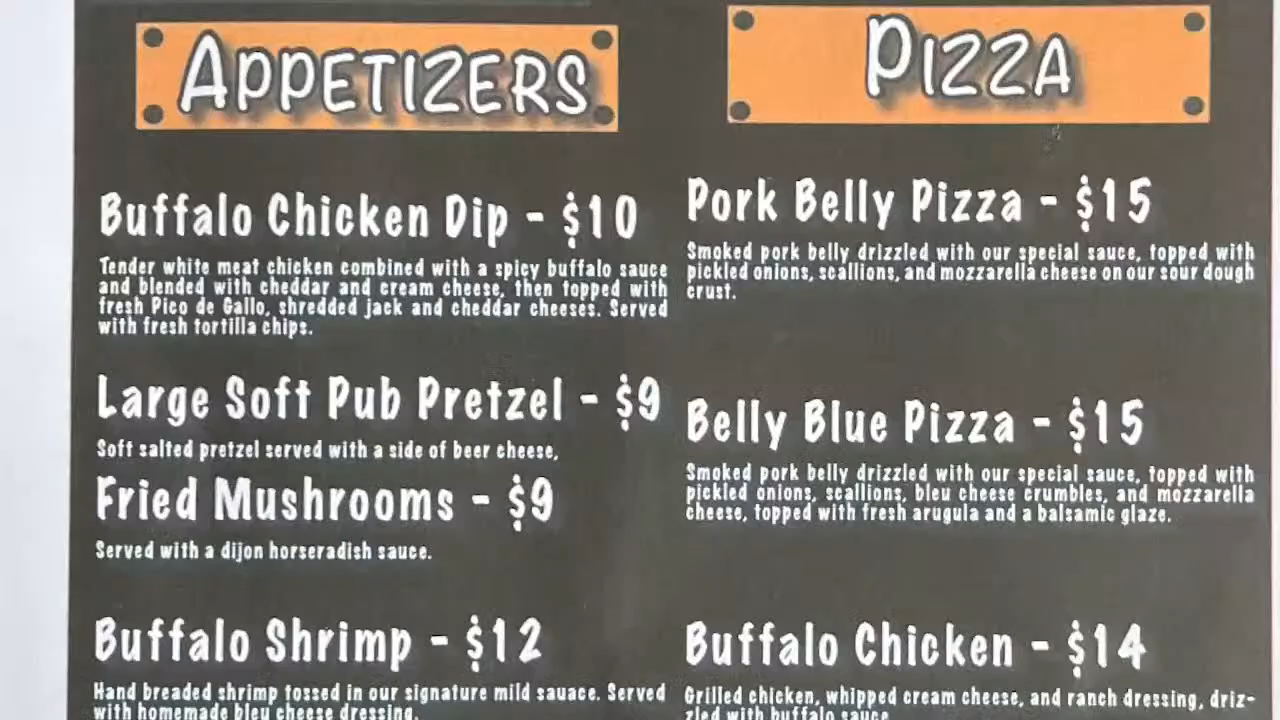 APPETIZERS
Buffalo Chicken Dip - $10
Tender white meat chicken combined with a spicy buffalo sauce
and blended with cheddar and cream cheese, then topped with
fresh Pico de Gallo, shredded jack and cheddar cheeses. Served
with fresh tortilla chips.
Large Soft Pub Pretzel - $9
Soft salted pretzel served with a side of beer cheese,
Fried Mushrooms - $9
Served with a dijon horseradish sauce.
Buffalo Shrimp - $12
Hand breaded shrimp tossed in our signature mild sauace. Served
with homemade bleu cheese dressing.
PIZZA
Pork Belly Pizza - $15
Smoked pork belly drizzled with our special sauce, topped with
pickled onions, scallions, and mozzarella cheese on our sour dough
crust.
Belly Blue Pizza - $15
Smoked pork belly drizzled with our special sauce, topped with
pickled onions, scallions, bleu cheese crumbles, and mozzarella
cheese, topped with fresh arugula and a balsamic glaze.
Buffalo Chicken - $14
Grilled chicken, whipped cream cheese, and ranch dressing, driz-
zled with buffalo sauce